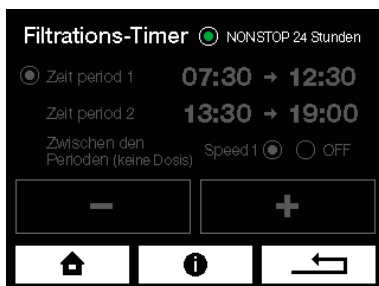 Filtrations-Timer NONSTOP 24 Stunden
Zeit period 1 07:30 → 12:30
Zeit period 2 13:30 → 19:00
Zwischen den
Perioden (keine Dosis) Speed 1 OFF
− +